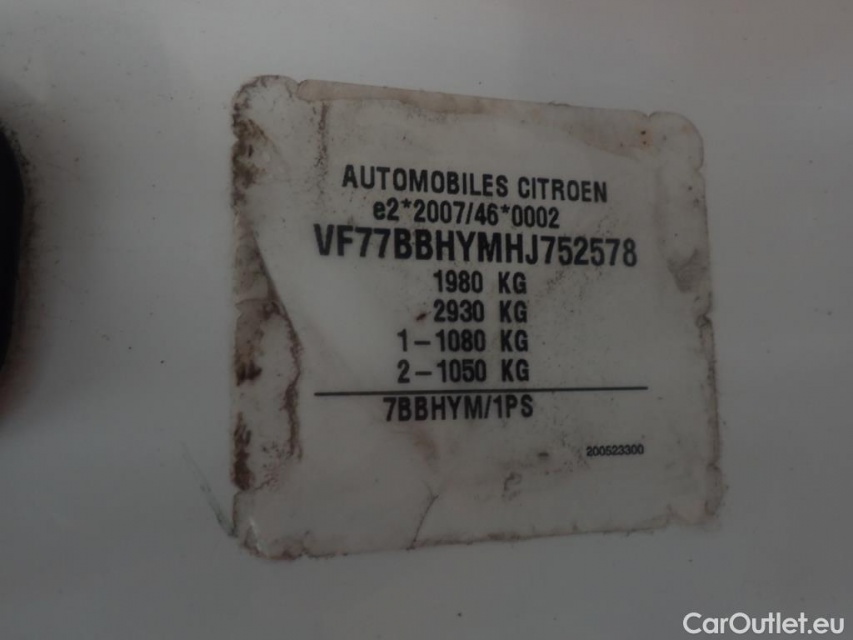 AUTOMOBILES CITROEN
e2*2007/46*0002
VF77BBHYMHJ752578
1980 KG
2930 KG
1-1080 KG
2-1050 KG
7BBHYM/1PS
200523300
CarOutlet.eu